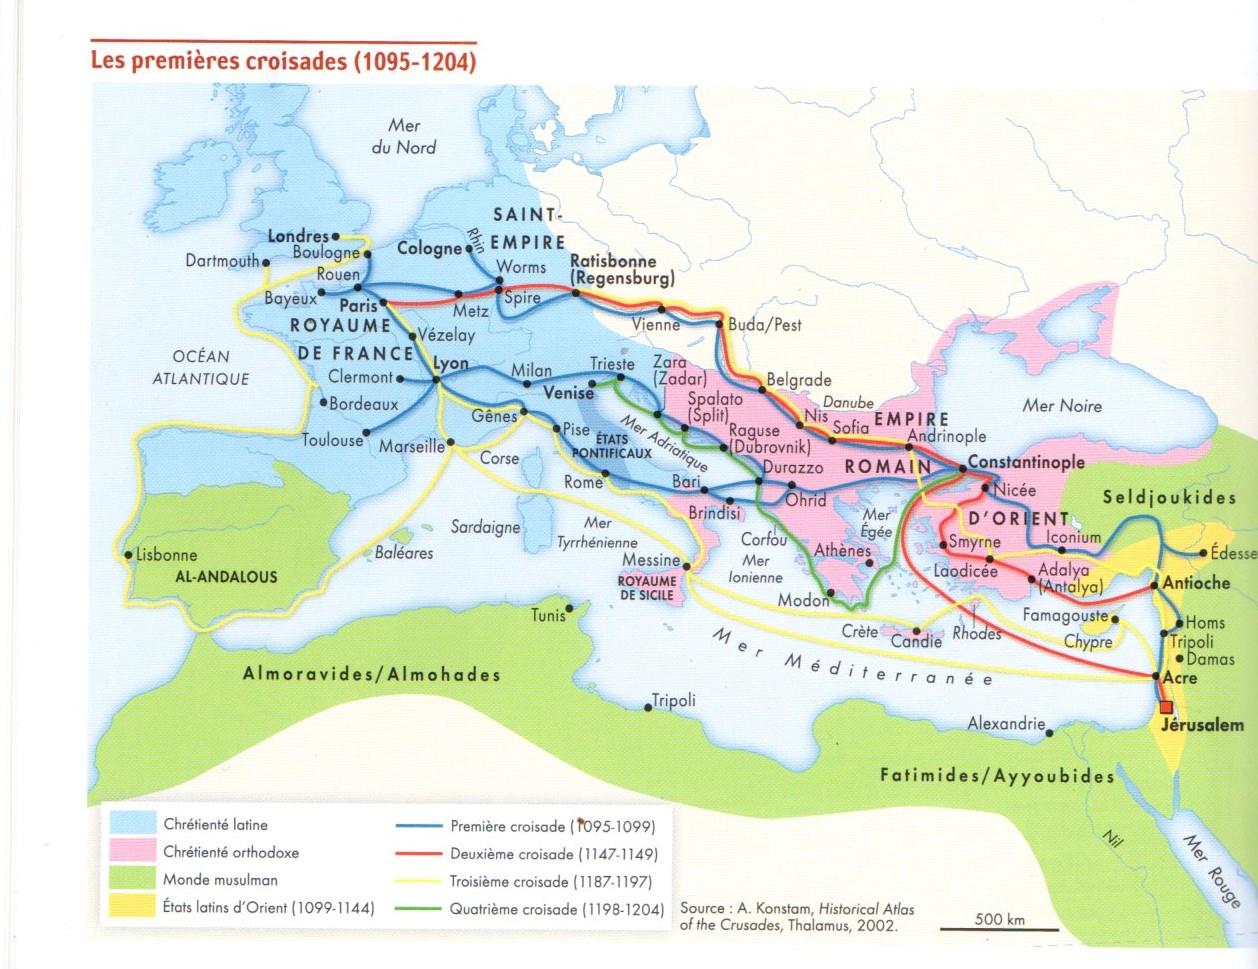 Les premières croisades (1095-1204)
Mer
du Nord
SAINT-
EMPIRE
Londres
Boulogne
Dartmouth
Rouen
Bayeux
Paris
Cologne
Rhin
Worms
Spire
Metz
Ratisbonne
(Regensburg)
Vienne
Buda/Pest
ROYAUME
DE FRANCE
Vézelay
OCÉAN
ATLANTIQUE
Clermont
Lyon
Bordeaux
Toulouse
Marseille
Milan
Trieste
Venise
Gênes
Pise
ÉTATS
PONTIFICAUX
Corse
Rome
Zara
(Zadar)
Spalato
(Split)
Raguse
(Dubrovnik)
Mer Adriatique
Durazzo
Bari
Brindisi
Ohrid
Belgrade
Danube
Nis
Sofia
EMPIRE
ROMAIN
D'ORIENT
Andrinople
Mer Noire
Constantinople
Nicée
Seldjoukides
Smyrne
Iconium
Laodicée
Adalya
(Antalya)
Édesse
Antioche
Famagouste
Chypre
Homs
Tripoli
Damas
Acre
Jérusalem
Lisbonne
AL-ANDALOUS
Baléares
Sardaigne
Mer
Tyrrhénienne
Messine
ROYAUME
DE SICILE
Corfou
Mer
Ionienne
Athènes
Mer
Égée
Modon
Crète
Candie
Rhodes
Tunis
Mer Méditerranée
Almoravides/Almohades
Tripoli
Alexandrie
Fatimides/Ayyoubides
Nil
Mer Rouge
Chrétienté latine
Chrétienté orthodoxe
Monde musulman
États latins d'Orient (1099-1144)
Première croisade (1095-1099)
Deuxième croisade (1147-1149)
Troisième croisade (1187-1197)
Quatrième croisade (1198-1204)
Source : A. Konstam, Historical Atlas
of the Crusades, Thalamus, 2002.
500 km